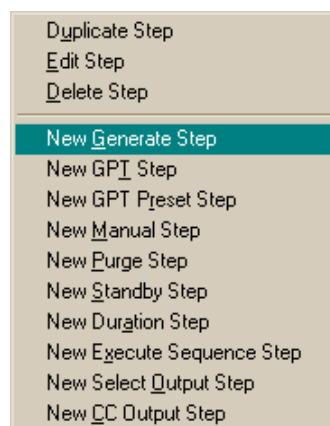 Duplicate Step
Edit Step
Delete Step
New Generate Step
New GPT Step
New GPT Preset Step
New Manual Step
New Purge Step
New Standby Step
New Duration Step
New Execute Sequence Step
New Select Output Step
New CC Output Step